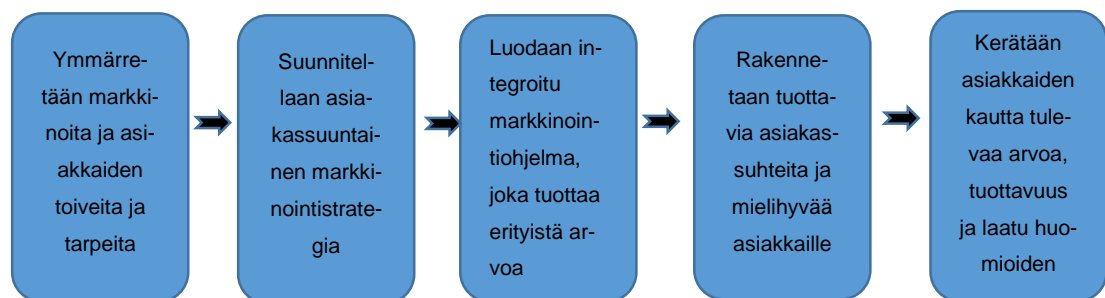 Ymmärre-
tään markki-
noita ja asi-
akkaiden
toiveita ja
tarpeita
Suunnitel-
laan asia-
kassuuntai-
nen markki-
nointistrate-
gia
Luodaan in-
tegroitu
markkinoin-
tiohjelma,
joka tuottaa
erityistä ar-
voa
Rakenne-
taan tuotta-
via asiakas-
suhteita ja
mielihyvää
asiakkaille
Kerätään
asiakkaiden
kautta tule-
vaa arvoa,
tuottavuus
ja laatu huo-
mioiden